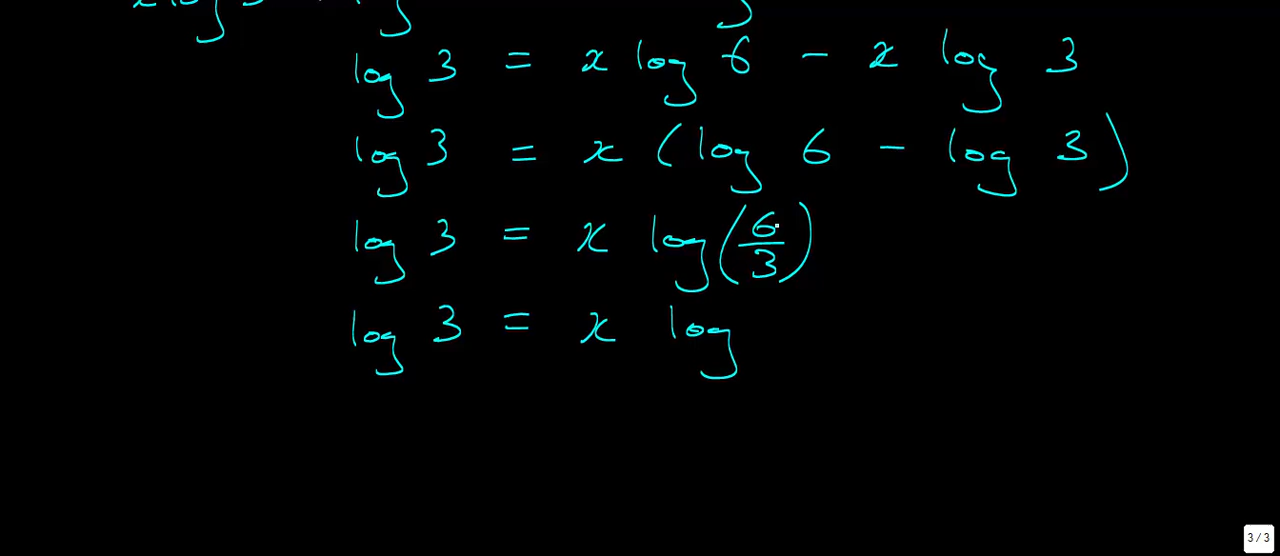 log 3 = x log 6 - x log 3
log 3 = x (log 6 - log 3)
log 3 = x log(6/3)
log 3 = x log
3 / 3